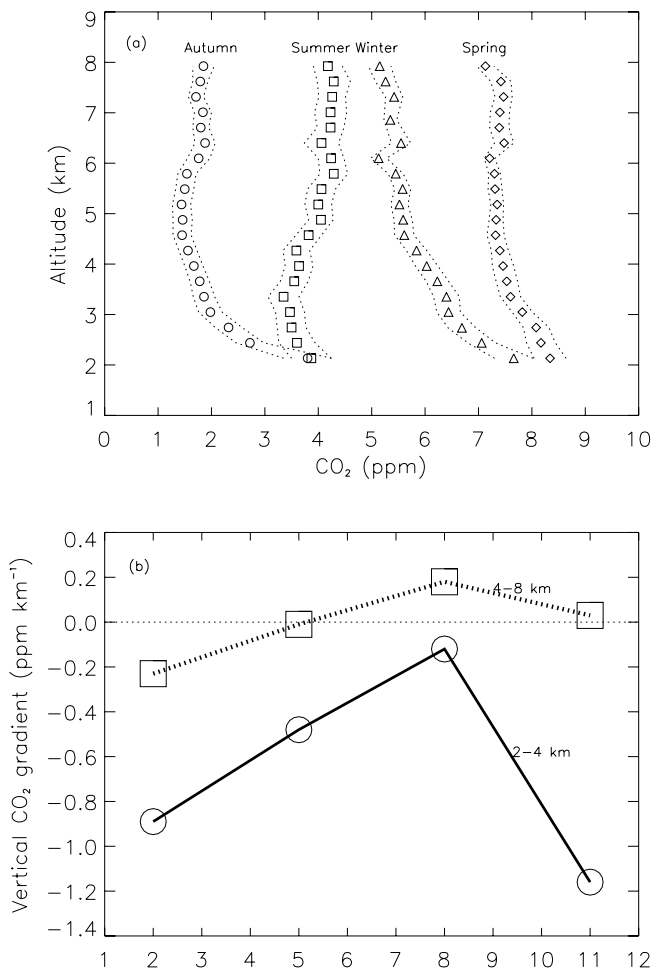 9
(a)
Autumn
Summer
Winter
Spring
8
7
6
5
4
3
2
1
Altitude (km)
1 2 3 4 5 6 7 8 9 10
CO₂ (ppm)
0.4
(b)
0.2
4−8 km
0.0
−0.2
−0.4
−0.6
2−4 km
−0.8
−1.0
−1.2
−1.4
Vertical CO₂ gradient (ppm km⁻¹)
1 2 3 4 5 6 7 8 9 10 11 12